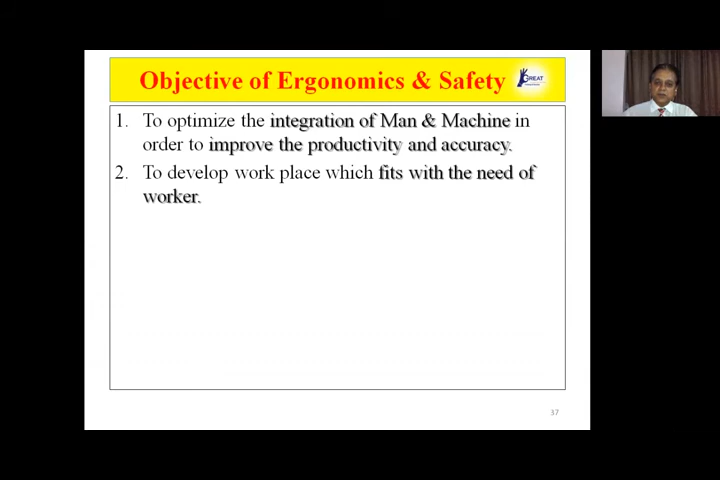 Objective of Ergonomics & Safety
GREAT
1. To optimize the integration of Man & Machine in
order to improve the productivity and accuracy.
2. To develop work place which fits with the need of
worker.
37